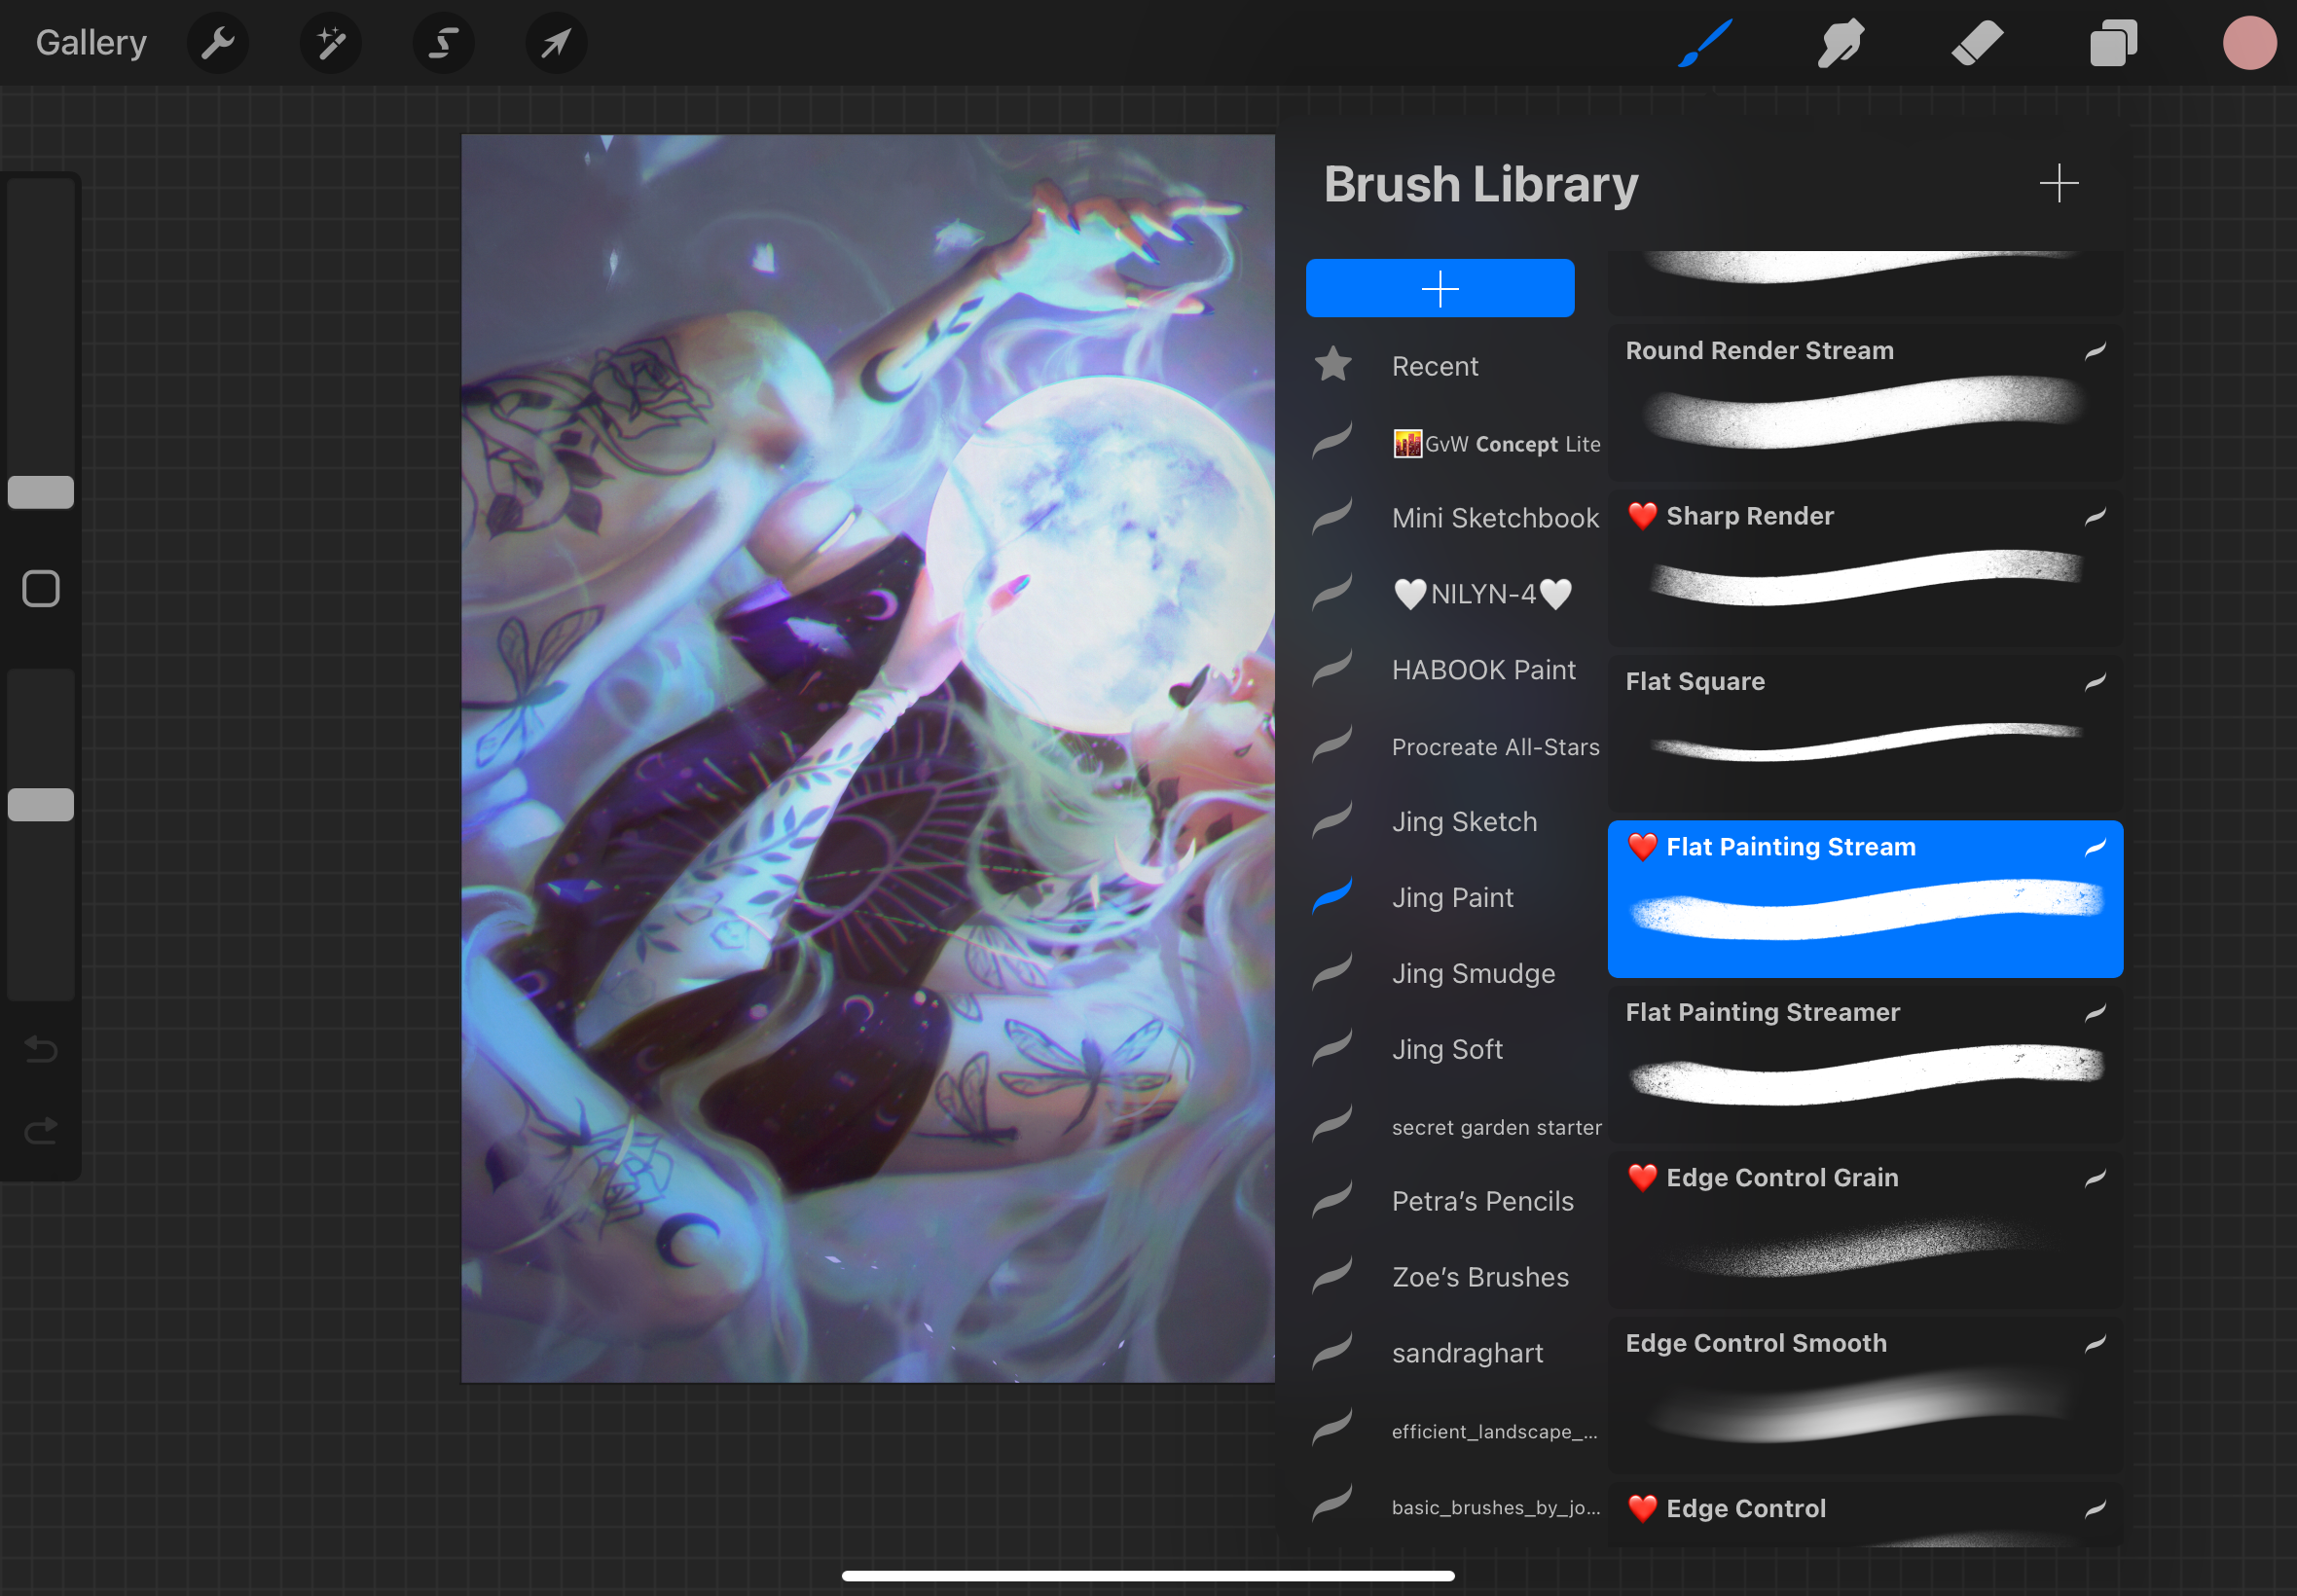 Gallery
Brush Library
Recent
GvW Concept Lite
Mini Sketchbook
🤍NILYN-4🤍
HABOOK Paint
Procreate All-Stars
Jing Sketch
Jing Paint
Jing Smudge
Jing Soft
secret garden starter
Petra’s Pencils
Zoe’s Brushes
sandraghart
efficient_landscape_...
basic_brushes_by_jo...
Round Render Stream
❤️ Sharp Render
Flat Square
❤️ Flat Painting Stream
Flat Painting Streamer
❤️ Edge Control Grain
Edge Control Smooth
❤️ Edge Control